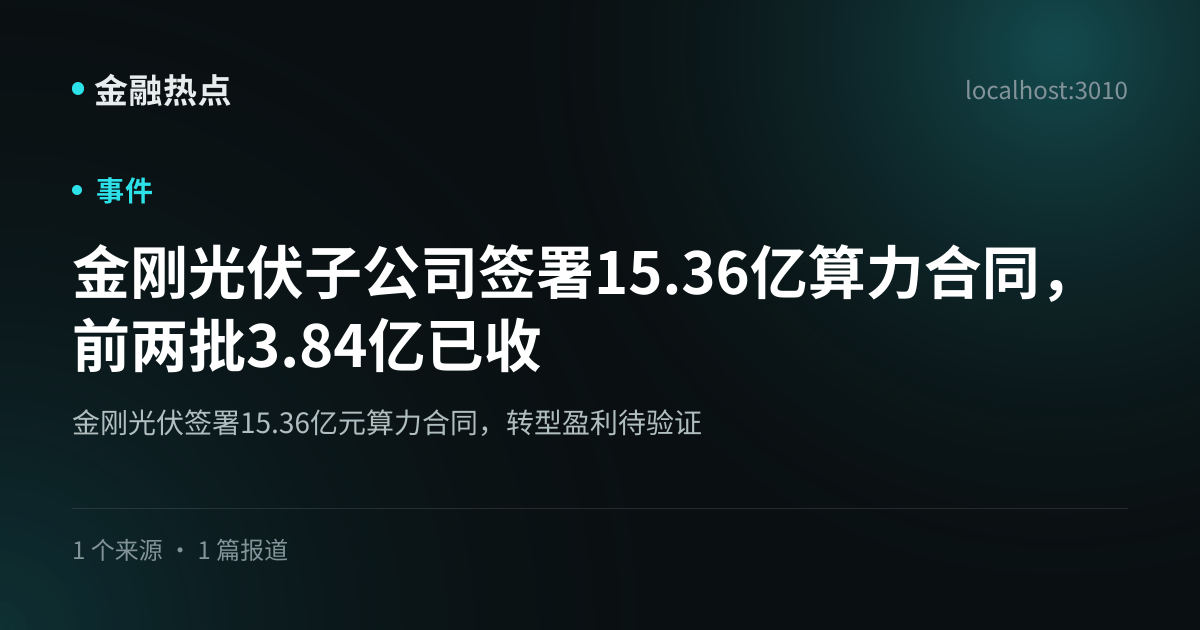 金融热点
localhost:3010
事件
金刚光伏子公司签署15.36亿算力合同，
前两批3.84亿已收
金刚光伏签署15.36亿元算力合同，转型盈利待验证
1 个来源 · 1 篇报道